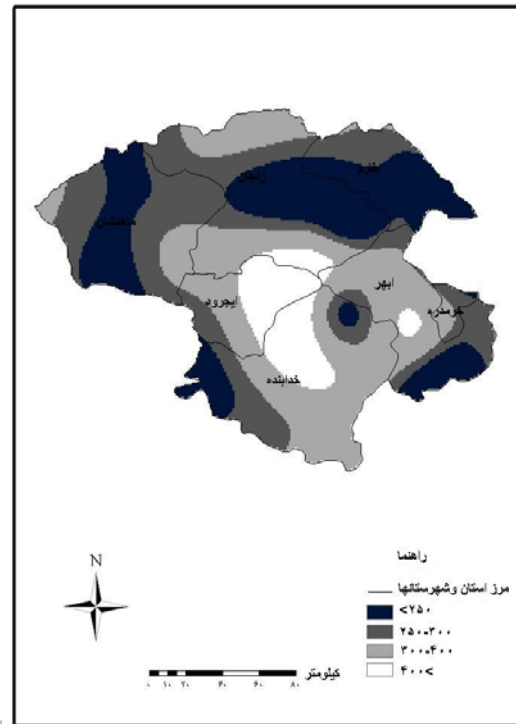 طارم
زنجان
ماهنشان
ابهر
خرمدره
ایجرود
خدابنده
راهنما
مرز استان وشهرستانها
<۲۵۰
۲۵۰-۳۰۰
۳۰۰-۴۰۰
۴۰۰>
N
کیلومتر
۰ ۱۰ ۲۰ ۴۰ ۶۰ ۸۰